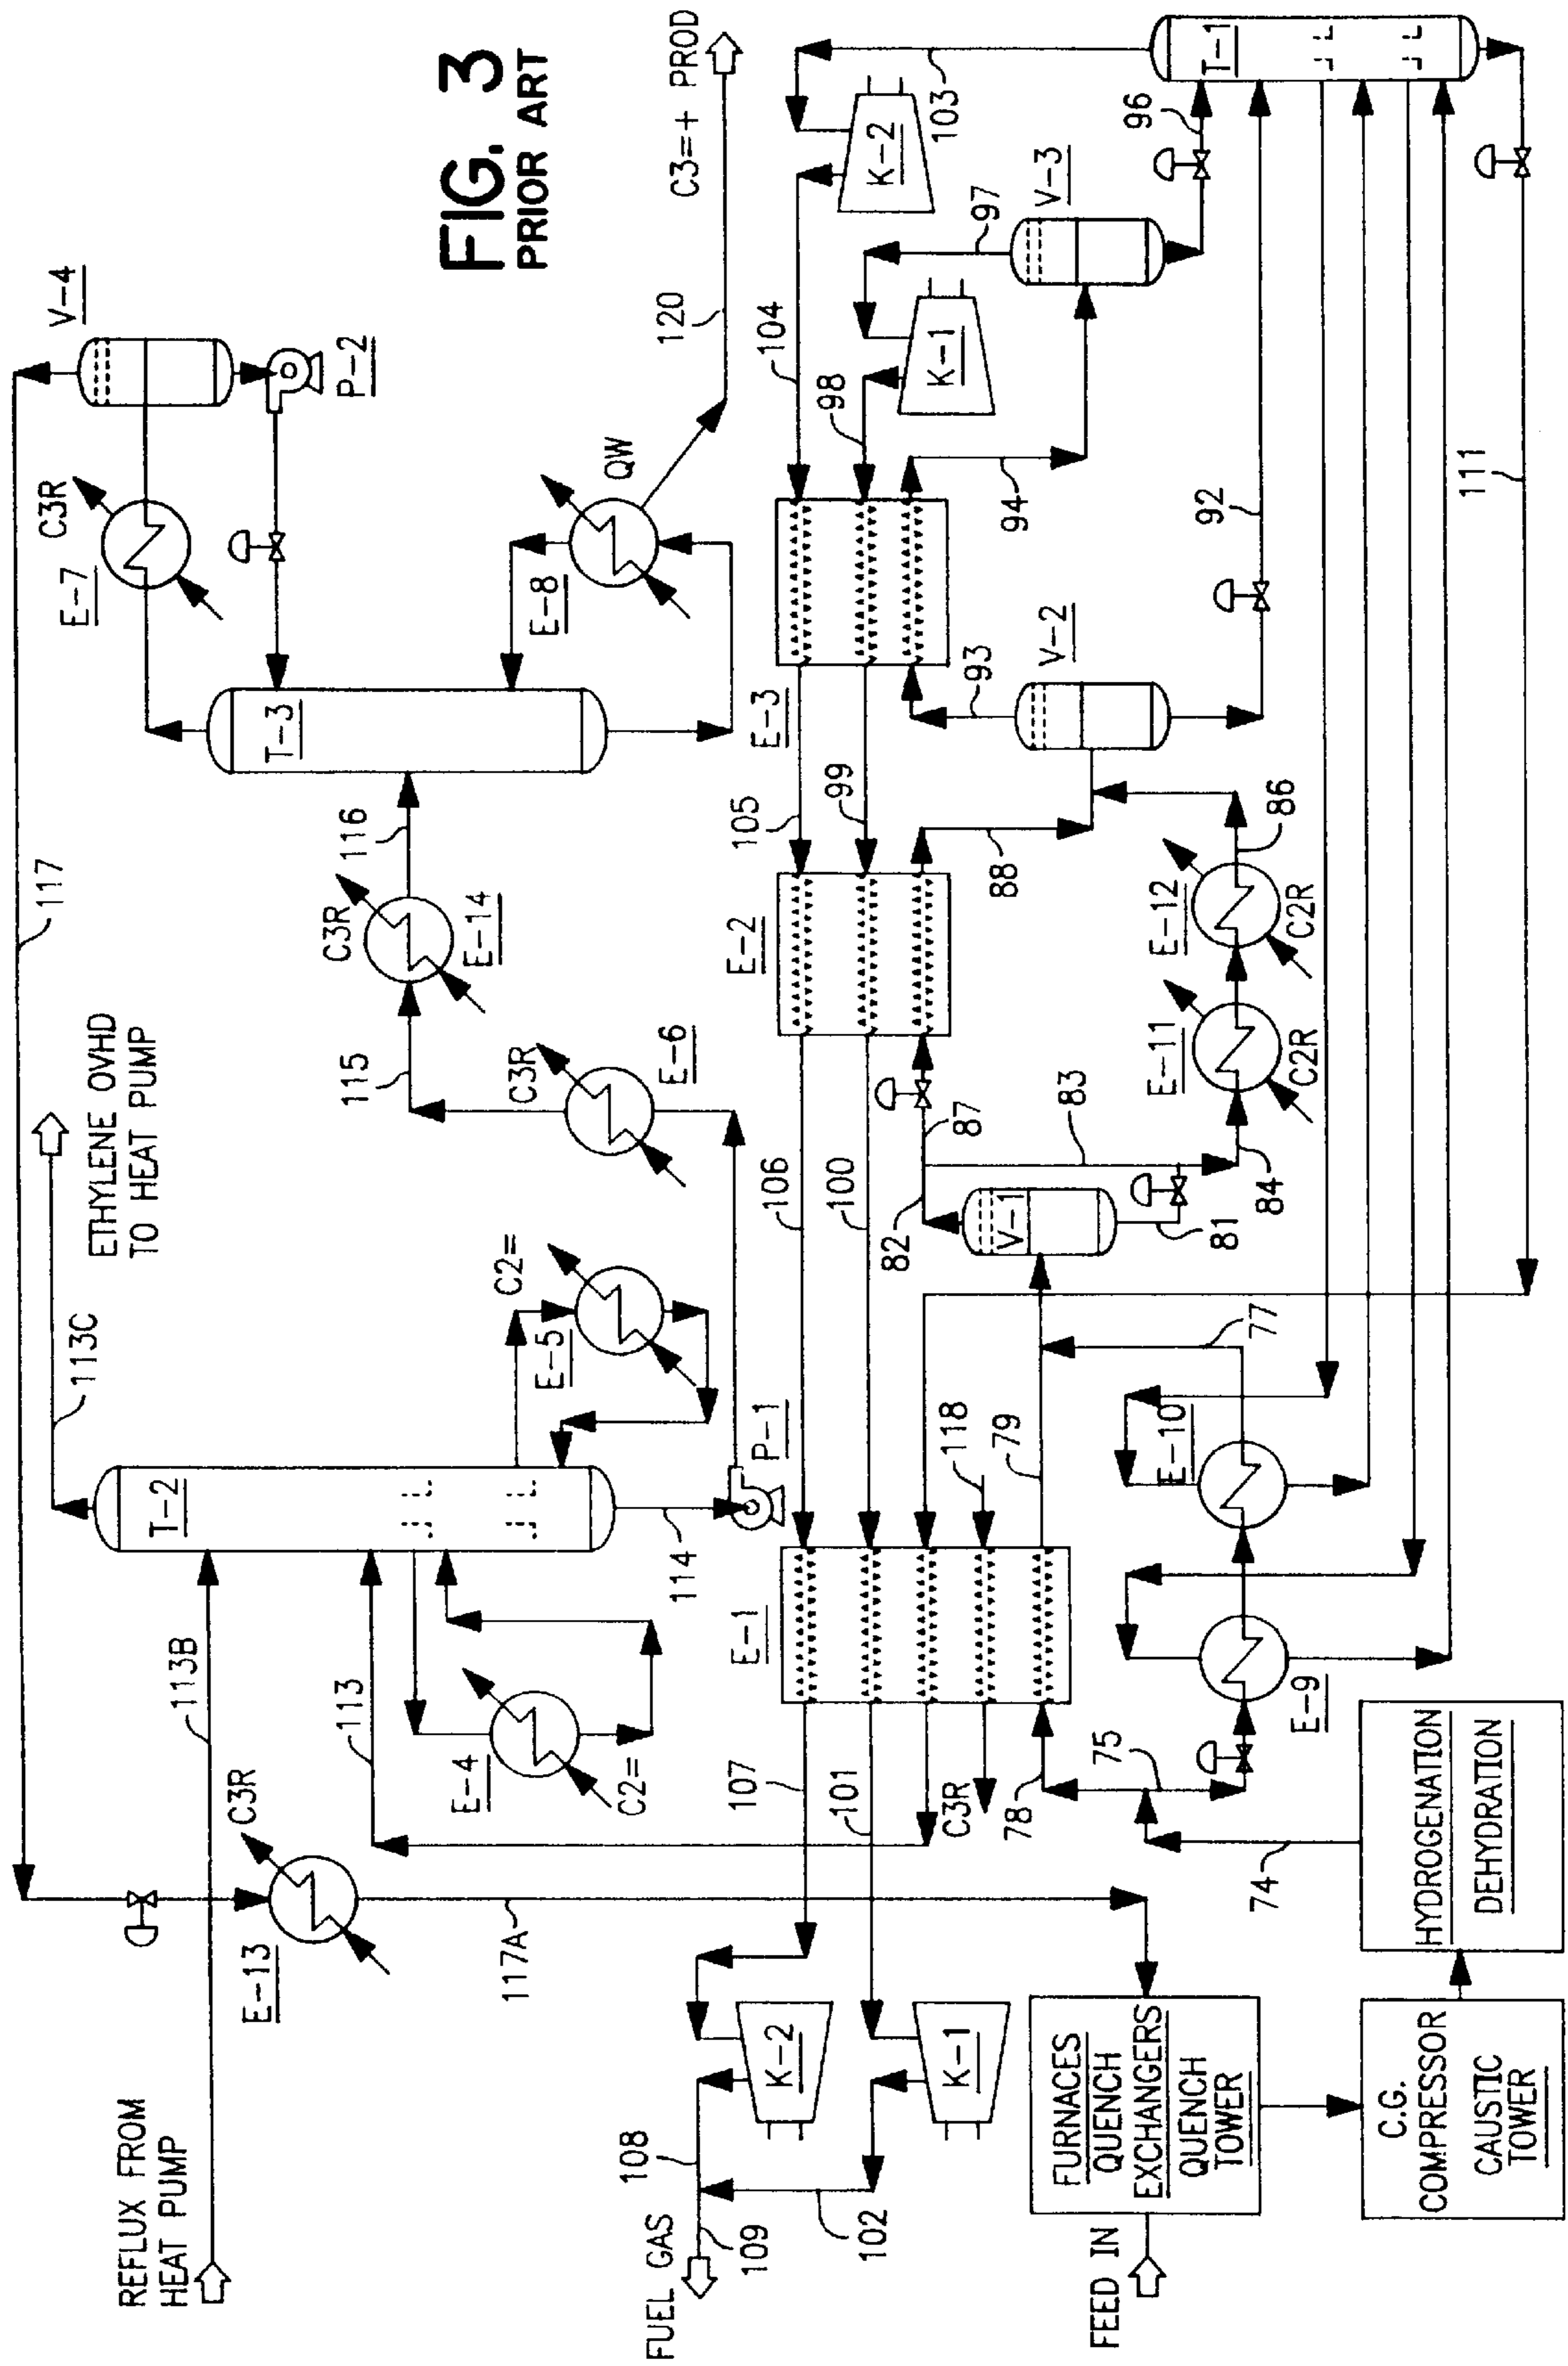 FIG. 3
PRIOR ART
REFLUX FROM
HEAT PUMP
113B
117
ETHYLENE OVHD
TO HEAT PUMP
113C
E-13
C3R
117A
113
T-2
E-4
C2=
E-5
C2=
114
P-1
E-6
C3R
115
C3R
E-14
116
T-3
E-7
C3R
V-4
P-2
E-8
QW
120
C3=+ PROD
FUEL GAS
109
108
102
K-2
K-1
107
101
E-1
C3R
78
106
100
118
79
E-2
105
99
E-3
104
98
K-1
K-2
103
97
94
V-3
96
T-1
82
87
83
V-1
81
84
88
E-11
C2R
E-12
C2R
86
93
V-2
92
111
FEED IN
FURNACES
QUENCH
EXCHANGERS
QUENCH
TOWER
C.G.
COMPRESSOR
CAUSTIC
TOWER
HYDROGENATION
DEHYDRATION
74
75
E-9
E-10
77